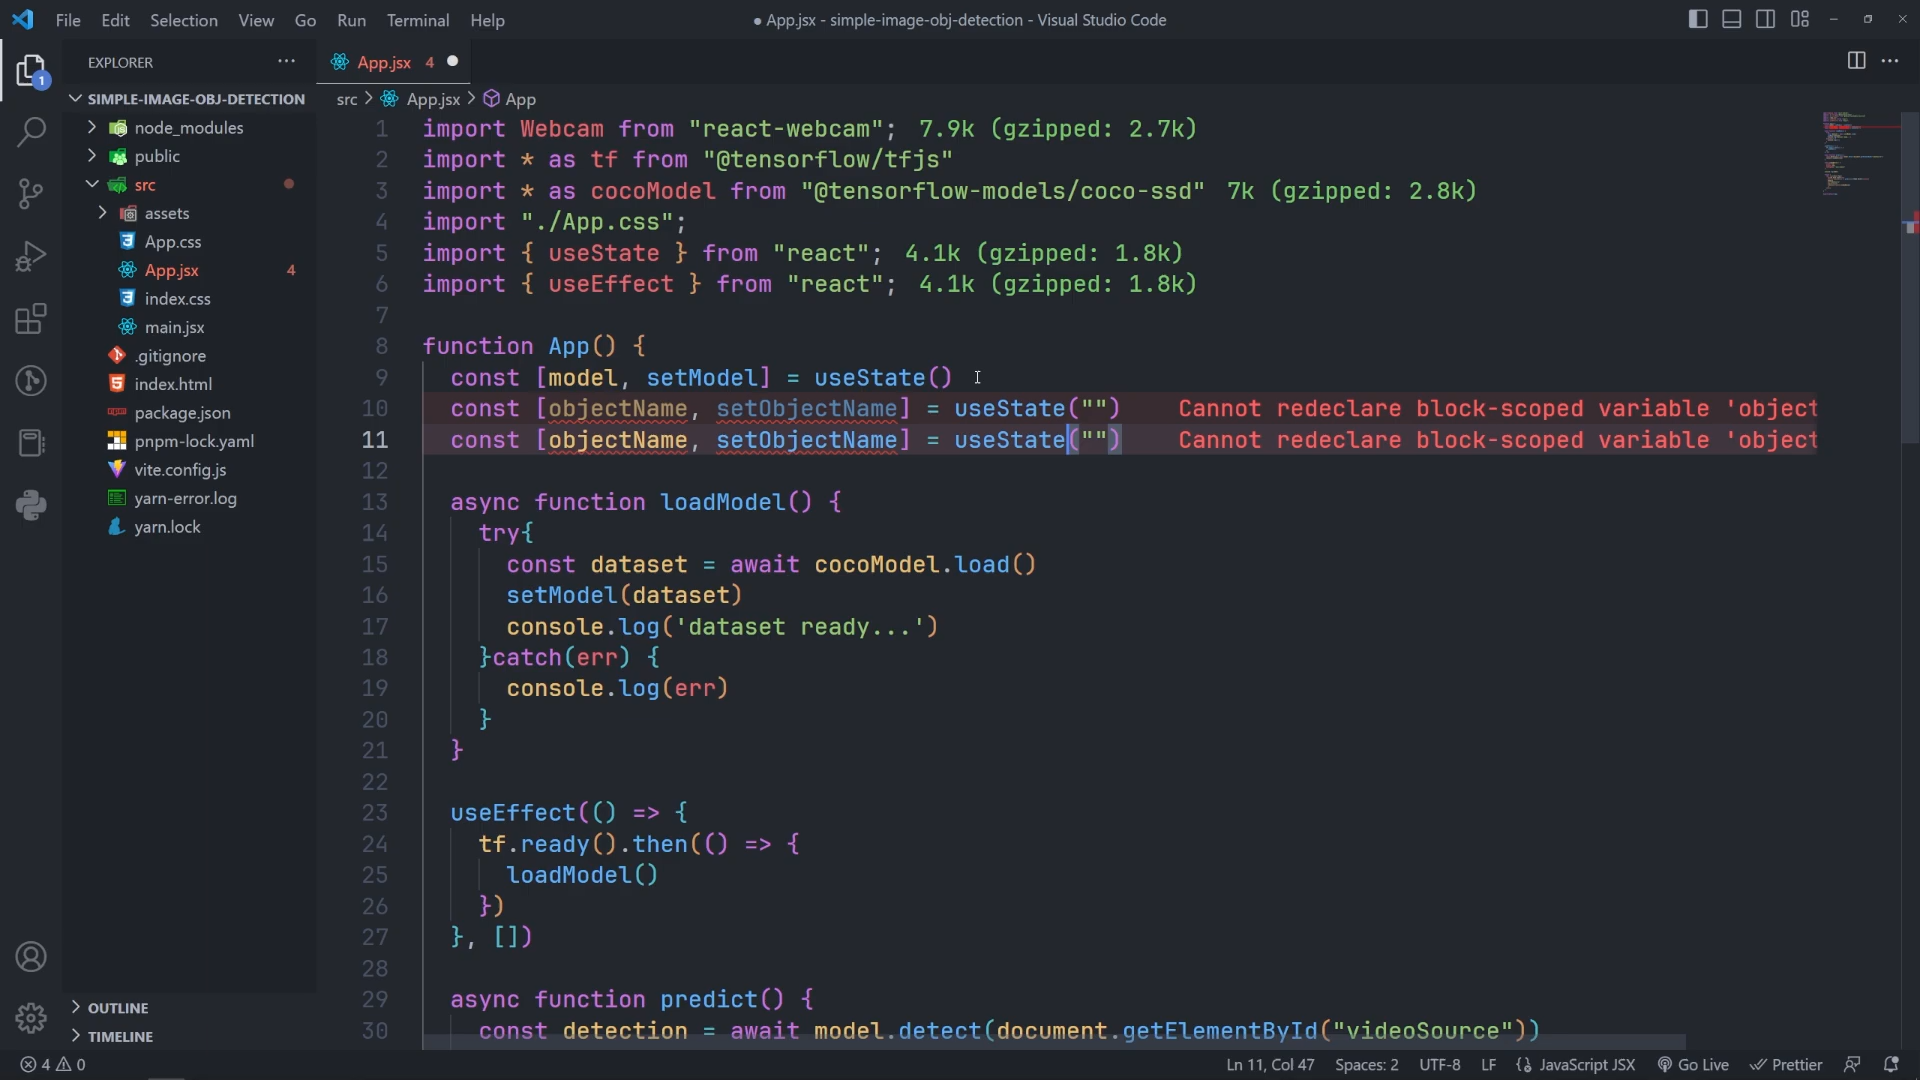 File Edit Selection View Go Run Terminal Help
● App.jsx - simple-image-obj-detection - Visual Studio Code
EXPLORER
1
SIMPLE-IMAGE-OBJ-DETECTION
node_modules
public
src
assets
App.css
App.jsx 4
index.css
main.jsx
.gitignore
index.html
package.json
pnpm-lock.yaml
vite.config.js
yarn-error.log
yarn.lock
OUTLINE
TIMELINE
App.jsx 4
src > App.jsx > App
1 import Webcam from "react-webcam"; 7.9k (gzipped: 2.7k)
2 import * as tf from "@tensorflow/tfjs"
3 import * as cocoModel from "@tensorflow-models/coco-ssd" 7k (gzipped: 2.8k)
4 import "./App.css";
5 import { useState } from "react"; 4.1k (gzipped: 1.8k)
6 import { useEffect } from "react"; 4.1k (gzipped: 1.8k)
7
8 function App() {
9 const [model, setModel] = useState()
10 const [objectName, setObjectName] = useState("") Cannot redeclare block-scoped variable 'object
11 const [objectName, setObjectName] = useState("") Cannot redeclare block-scoped variable 'object
12
13 async function loadModel() {
14 try{
15 const dataset = await cocoModel.load()
16 setModel(dataset)
17 console.log('dataset ready...')
18 }catch(err) {
19 console.log(err)
20 }
21 }
22
23 useEffect(() => {
24 tf.ready().then(() => {
25 loadModel()
26 })
27 }, [])
28
29 async function predict() {
30 const detection = await model.detect(document.getElementById("videoSource"))
4 0
Ln 11, Col 47 Spaces: 2 UTF-8 LF {} JavaScript JSX Go Live Prettier